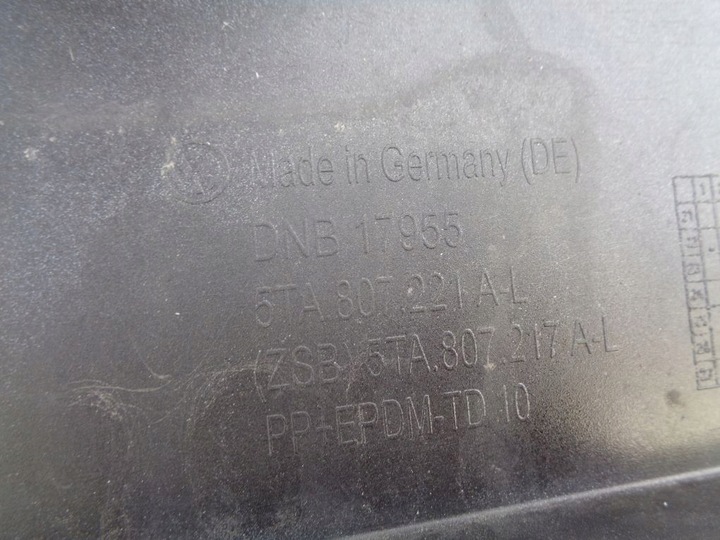 Made in Germany (DE)
DNB 17955
5TA.807.221 A-L
(ZSB) 5TA.807.217 A-L
PP+EPDM-TD 10